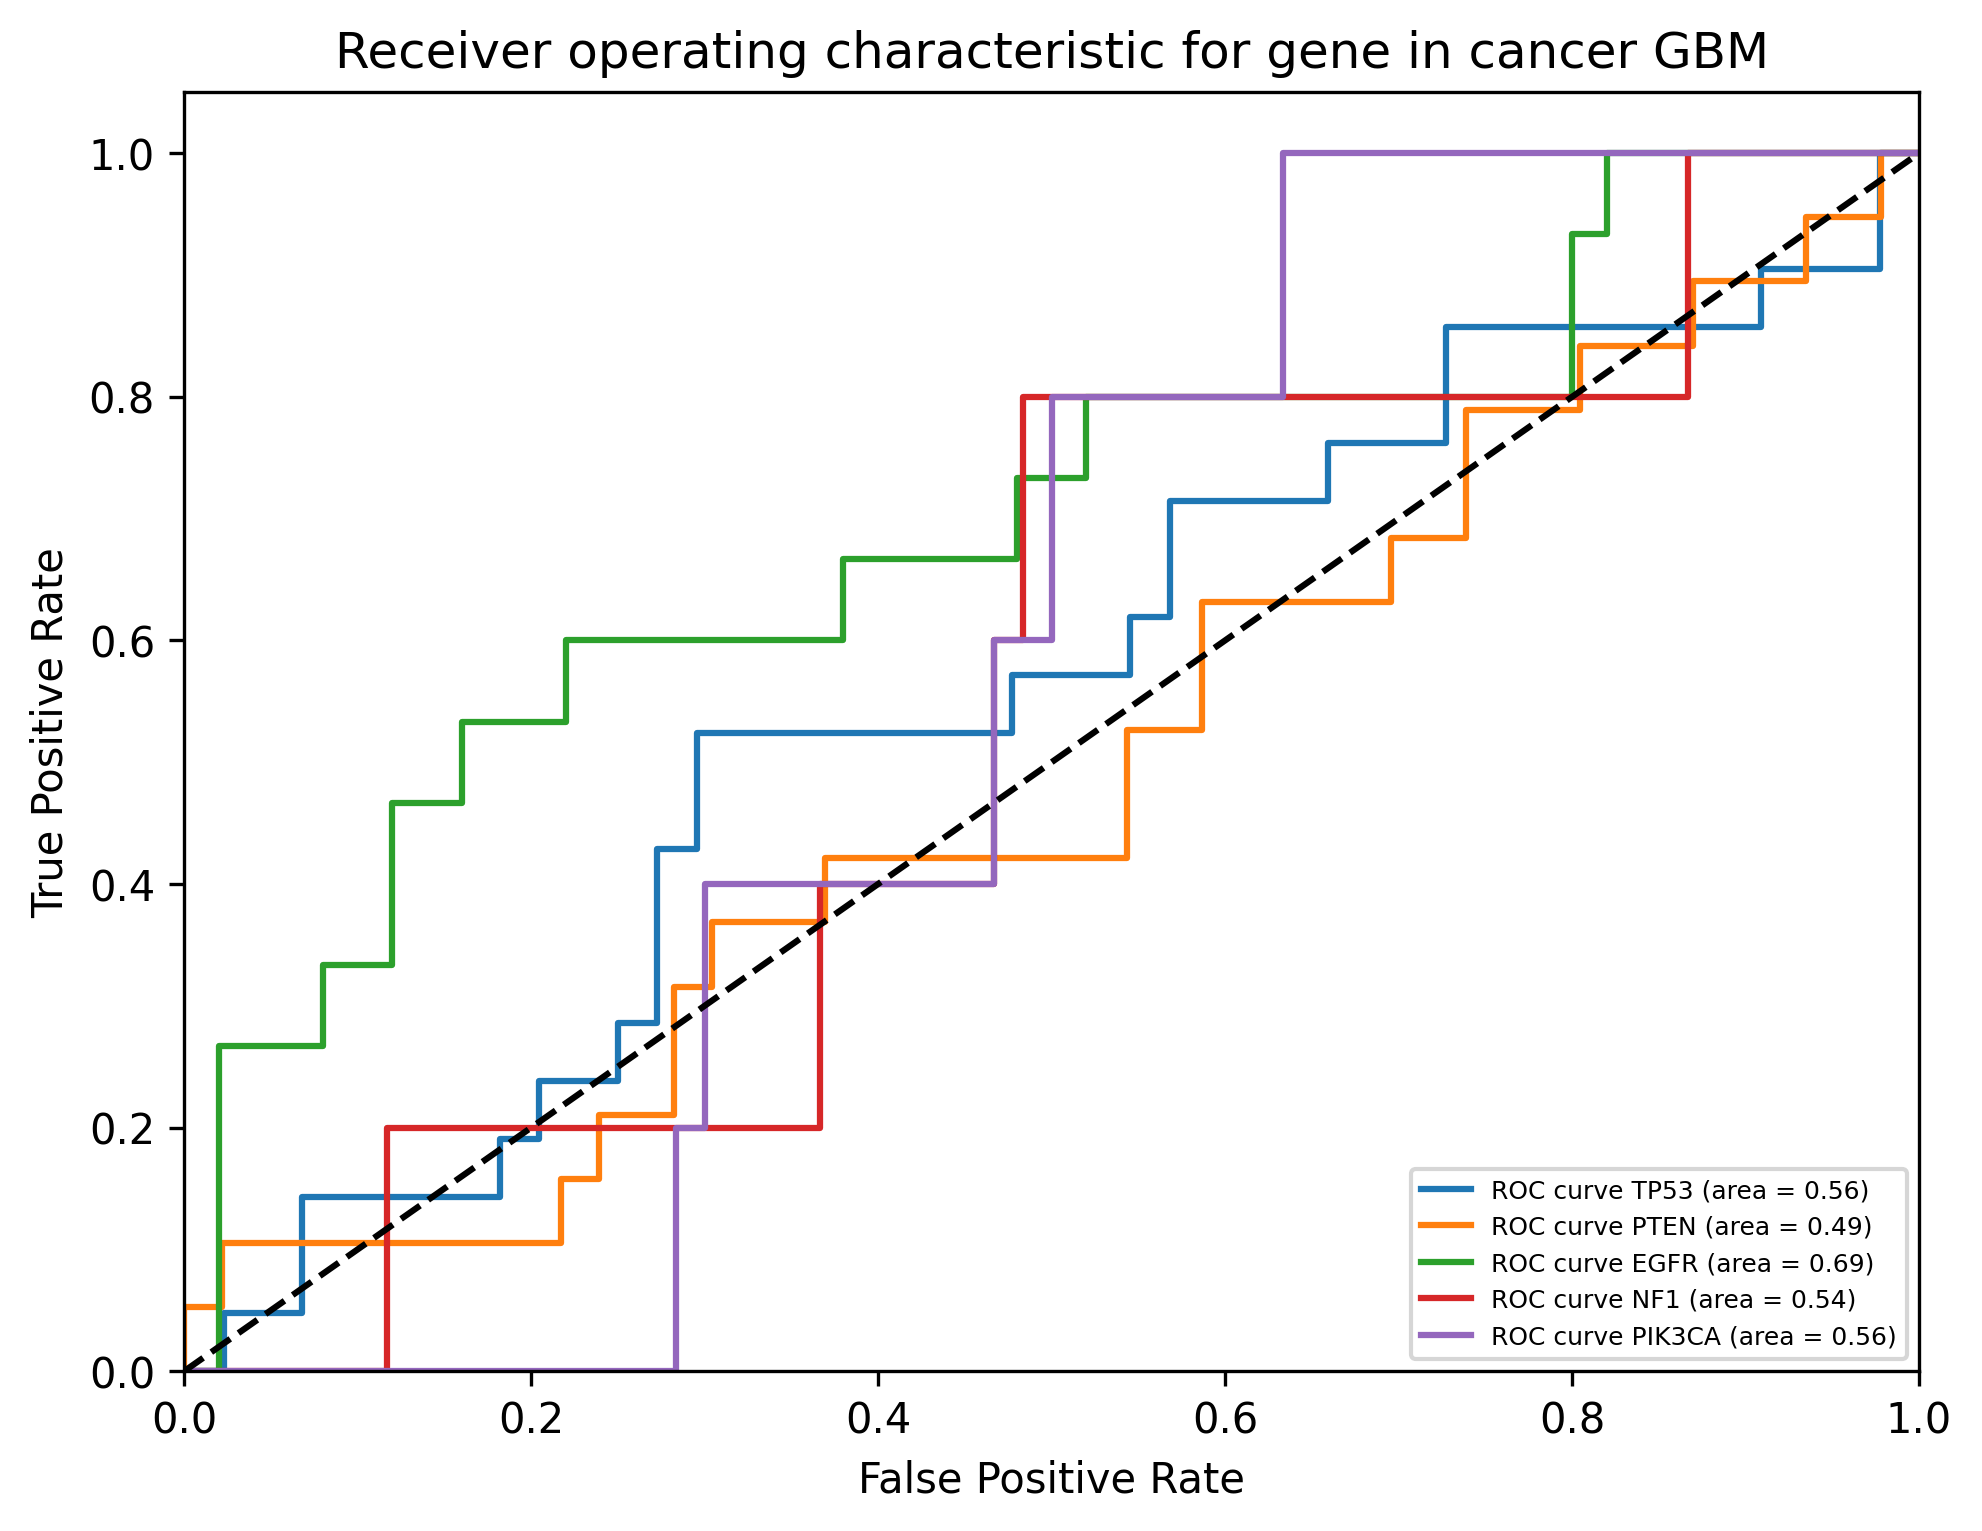 Receiver operating characteristic for gene in cancer GBM
1.0
0.8
0.6
0.4
0.2
0.0
True Positive Rate
0.0 0.2 0.4 0.6 0.8 1.0
False Positive Rate
ROC curve TP53 (area = 0.56)
ROC curve PTEN (area = 0.49)
ROC curve EGFR (area = 0.69)
ROC curve NF1 (area = 0.54)
ROC curve PIK3CA (area = 0.56)